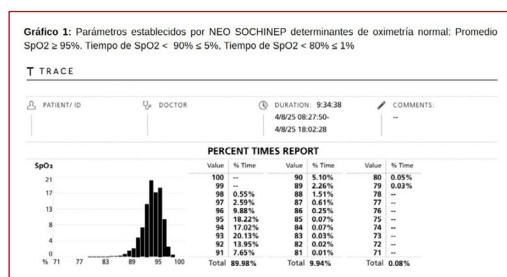 Gráfico 1: Parámetros establecidos por NEO SOCHINEP determinantes de oximetría normal: Promedio
SpO2 ≥ 95%. Tiempo de SpO2 < 90% ≤ 5%, Tiempo de SpO2 < 80% ≤ 1%
TRACE
PATIENT/ ID DOCTOR DURATION: 9:34:38 COMMENTS:
4/8/25 08:27:50- --
4/8/25 18:02:28
PERCENT TIMES REPORT
SpO2
21
17
13
8
4
0
% 71 77 83 89 95 100
Value % Time Value % Time Value % Time
100 -- 90 5.10% 80 0.05%
99 -- 89 2.26% 79 0.03%
98 0.55% 88 1.51% 78 --
97 2.59% 87 0.61% 77 --
96 9.88% 86 0.25% 76 --
95 18.22% 85 0.07% 75 --
94 17.02% 84 0.07% 74 --
93 20.13% 83 0.03% 73 --
92 13.95% 82 0.02% 72 --
91 7.65% 81 0.01% 71 --
Total 89.98% Total 9.94% Total 0.08%